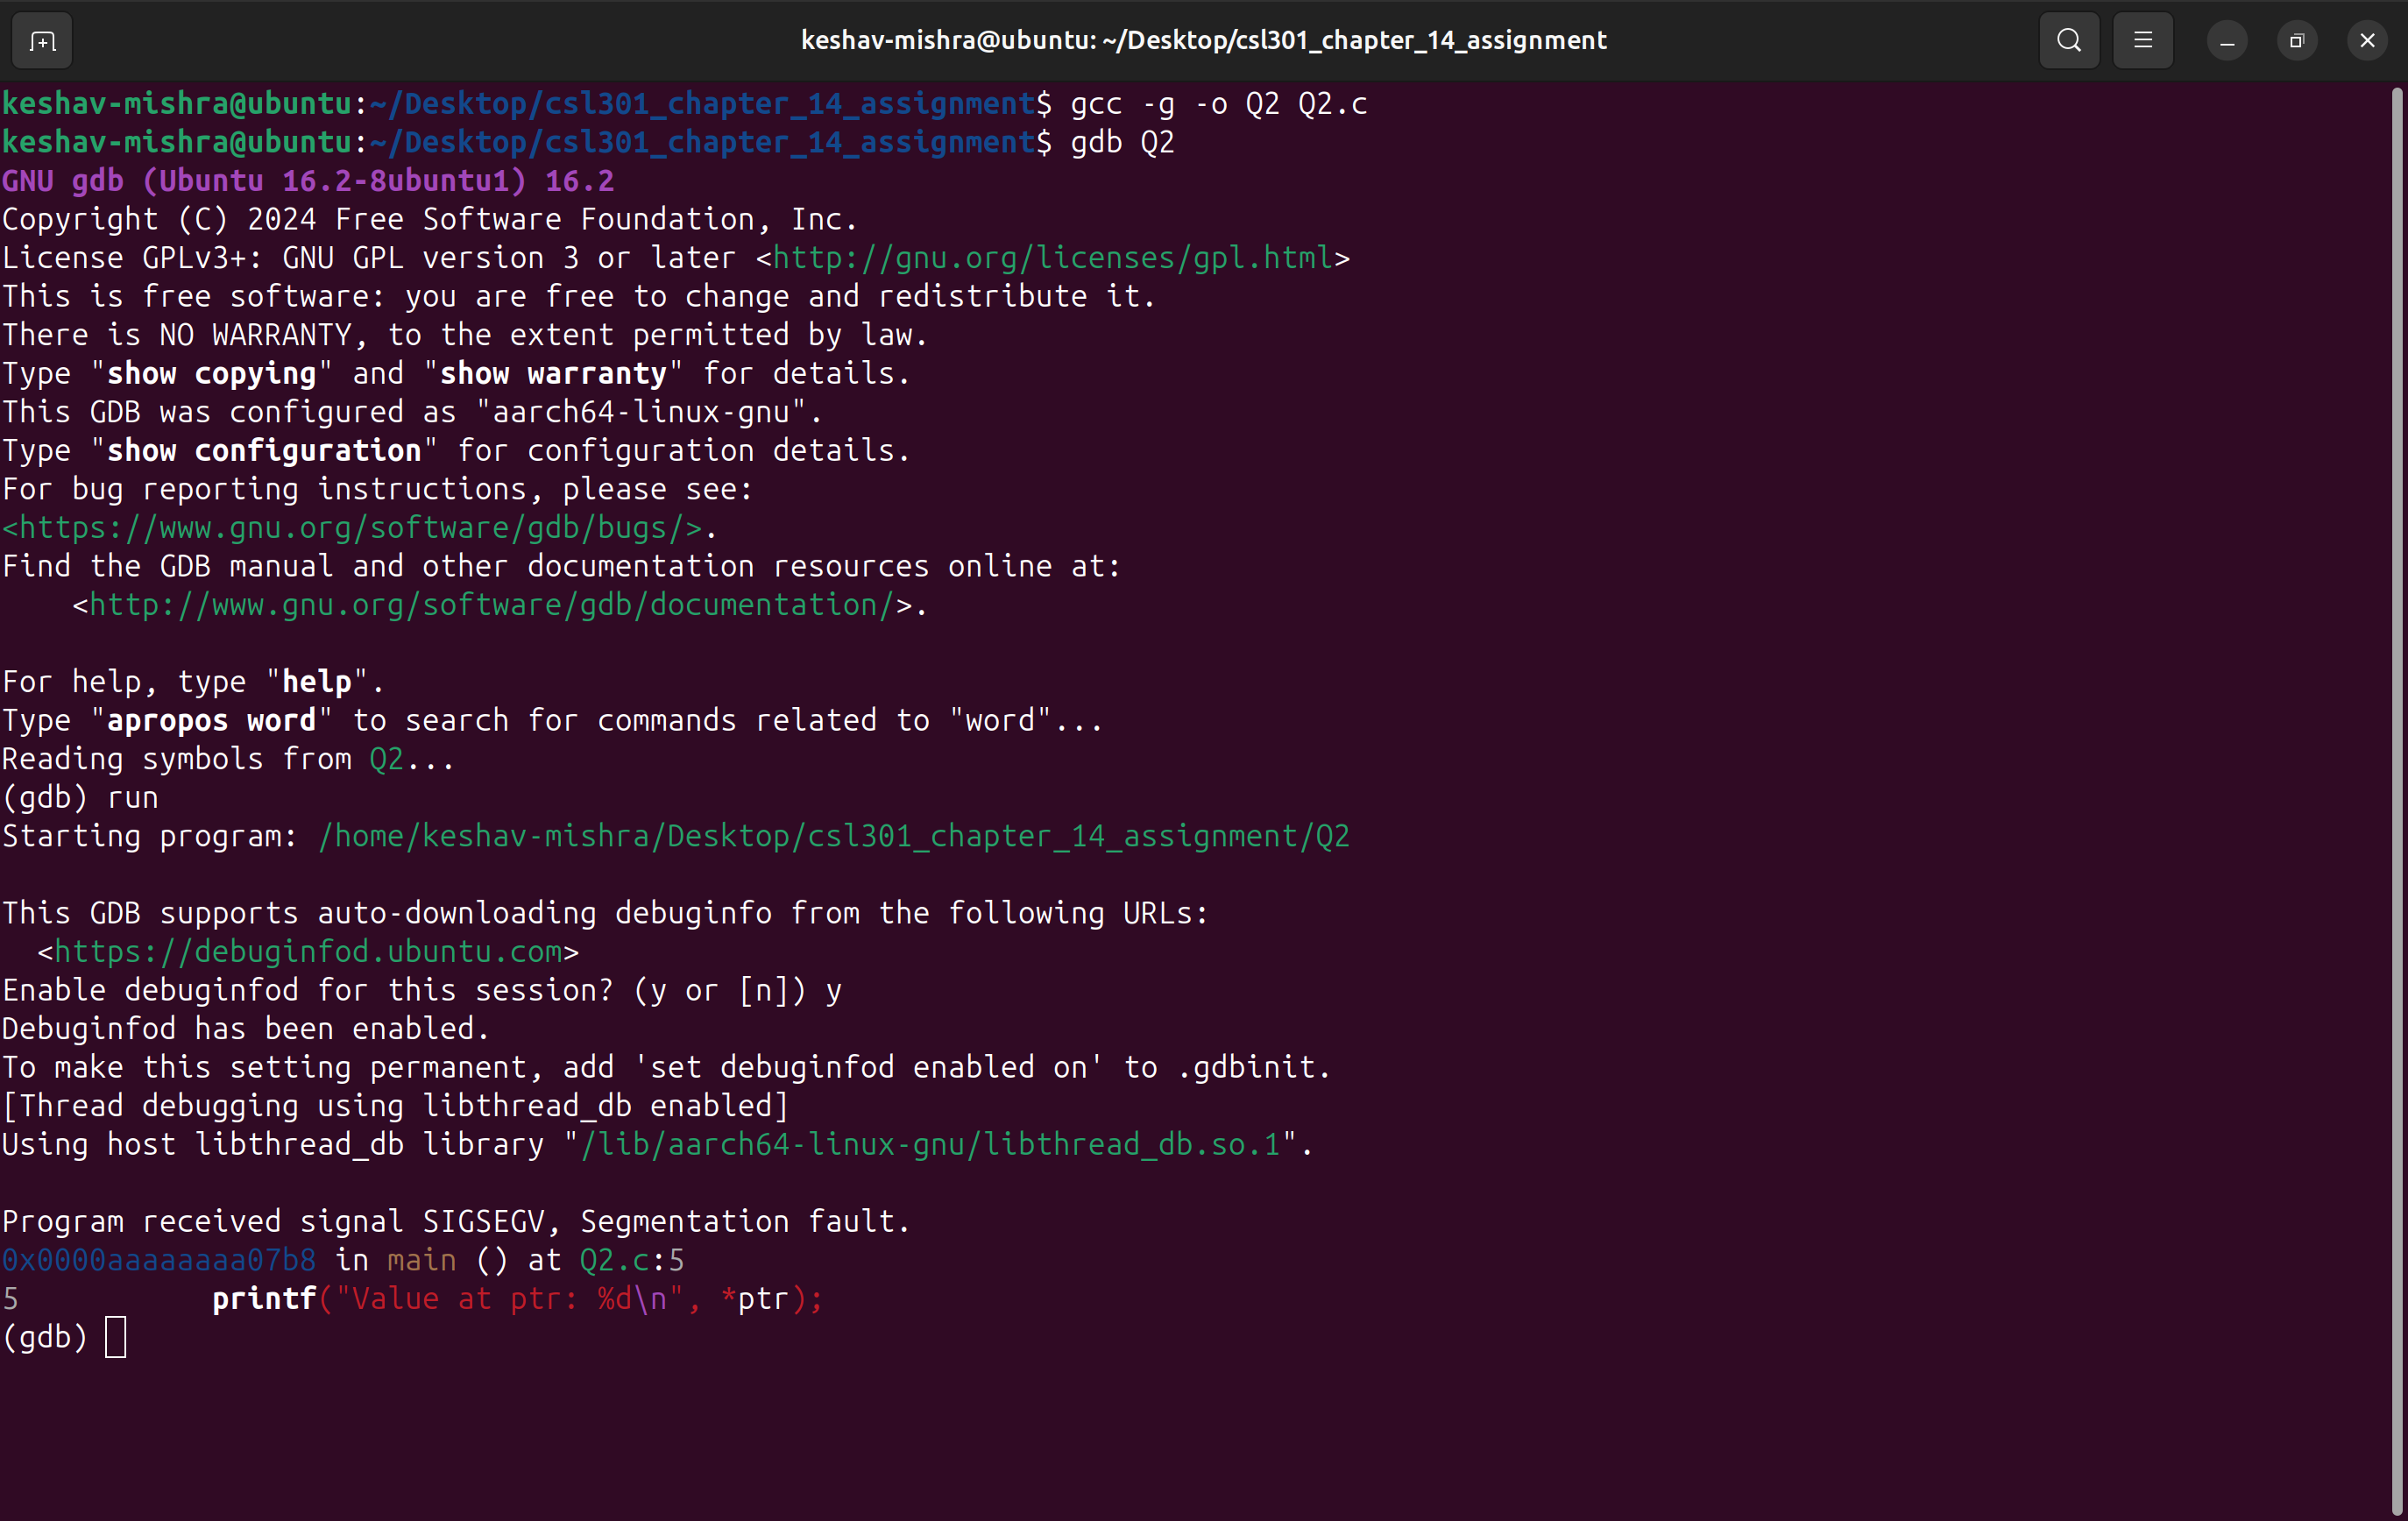 keshav-mishra@ubuntu: ~/Desktop/csl301_chapter_14_assignment
keshav-mishra@ubuntu:~/Desktop/csl301_chapter_14_assignment$ gcc -g -o Q2 Q2.c
keshav-mishra@ubuntu:~/Desktop/csl301_chapter_14_assignment$ gdb Q2
GNU gdb (Ubuntu 16.2-8ubuntu1) 16.2
Copyright (C) 2024 Free Software Foundation, Inc.
License GPLv3+: GNU GPL version 3 or later <http://gnu.org/licenses/gpl.html>
This is free software: you are free to change and redistribute it.
There is NO WARRANTY, to the extent permitted by law.
Type "show copying" and "show warranty" for details.
This GDB was configured as "aarch64-linux-gnu".
Type "show configuration" for configuration details.
For bug reporting instructions, please see:
<https://www.gnu.org/software/gdb/bugs/>.
Find the GDB manual and other documentation resources online at:
    <http://www.gnu.org/software/gdb/documentation/>.
For help, type "help".
Type "apropos word" to search for commands related to "word"...
Reading symbols from Q2...
(gdb) run
Starting program: /home/keshav-mishra/Desktop/csl301_chapter_14_assignment/Q2
This GDB supports auto-downloading debuginfo from the following URLs:
  <https://debuginfod.ubuntu.com>
Enable debuginfod for this session? (y or [n]) y
Debuginfod has been enabled.
To make this setting permanent, add 'set debuginfod enabled on' to .gdbinit.
[Thread debugging using libthread_db enabled]
Using host libthread_db library "/lib/aarch64-linux-gnu/libthread_db.so.1".
Program received signal SIGSEGV, Segmentation fault.
0x0000aaaaaaaa07b8 in main () at Q2.c:5
5           printf("Value at ptr: %d\n", *ptr);
(gdb)